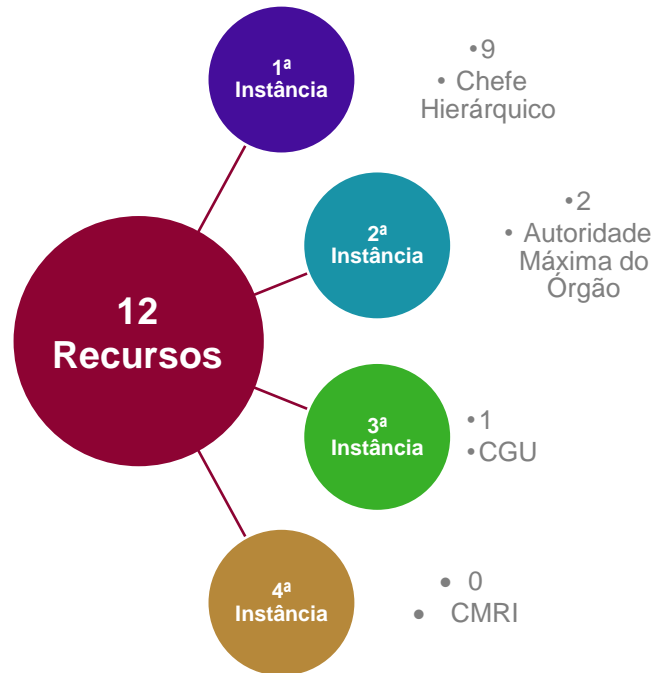 1ª
Instância
•9
• Chefe
Hierárquico
2ª
Instância
•2
• Autoridade
Máxima do
Órgão
12
Recursos
3ª
Instância
•1
•CGU
4ª
Instância
• 0
• CMRI